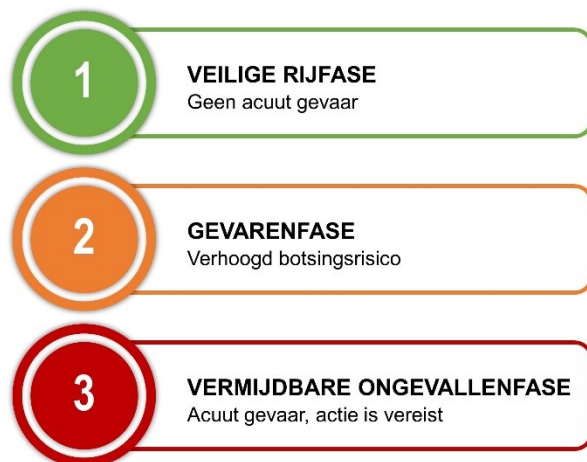 1
VEILIGE RIJFASE
Geen acuut gevaar
2
GEVARENFASE
Verhoogd botsingsrisico
3
VERMIJDBARE ONGEVALLENFASE
Acuut gevaar, actie is vereist